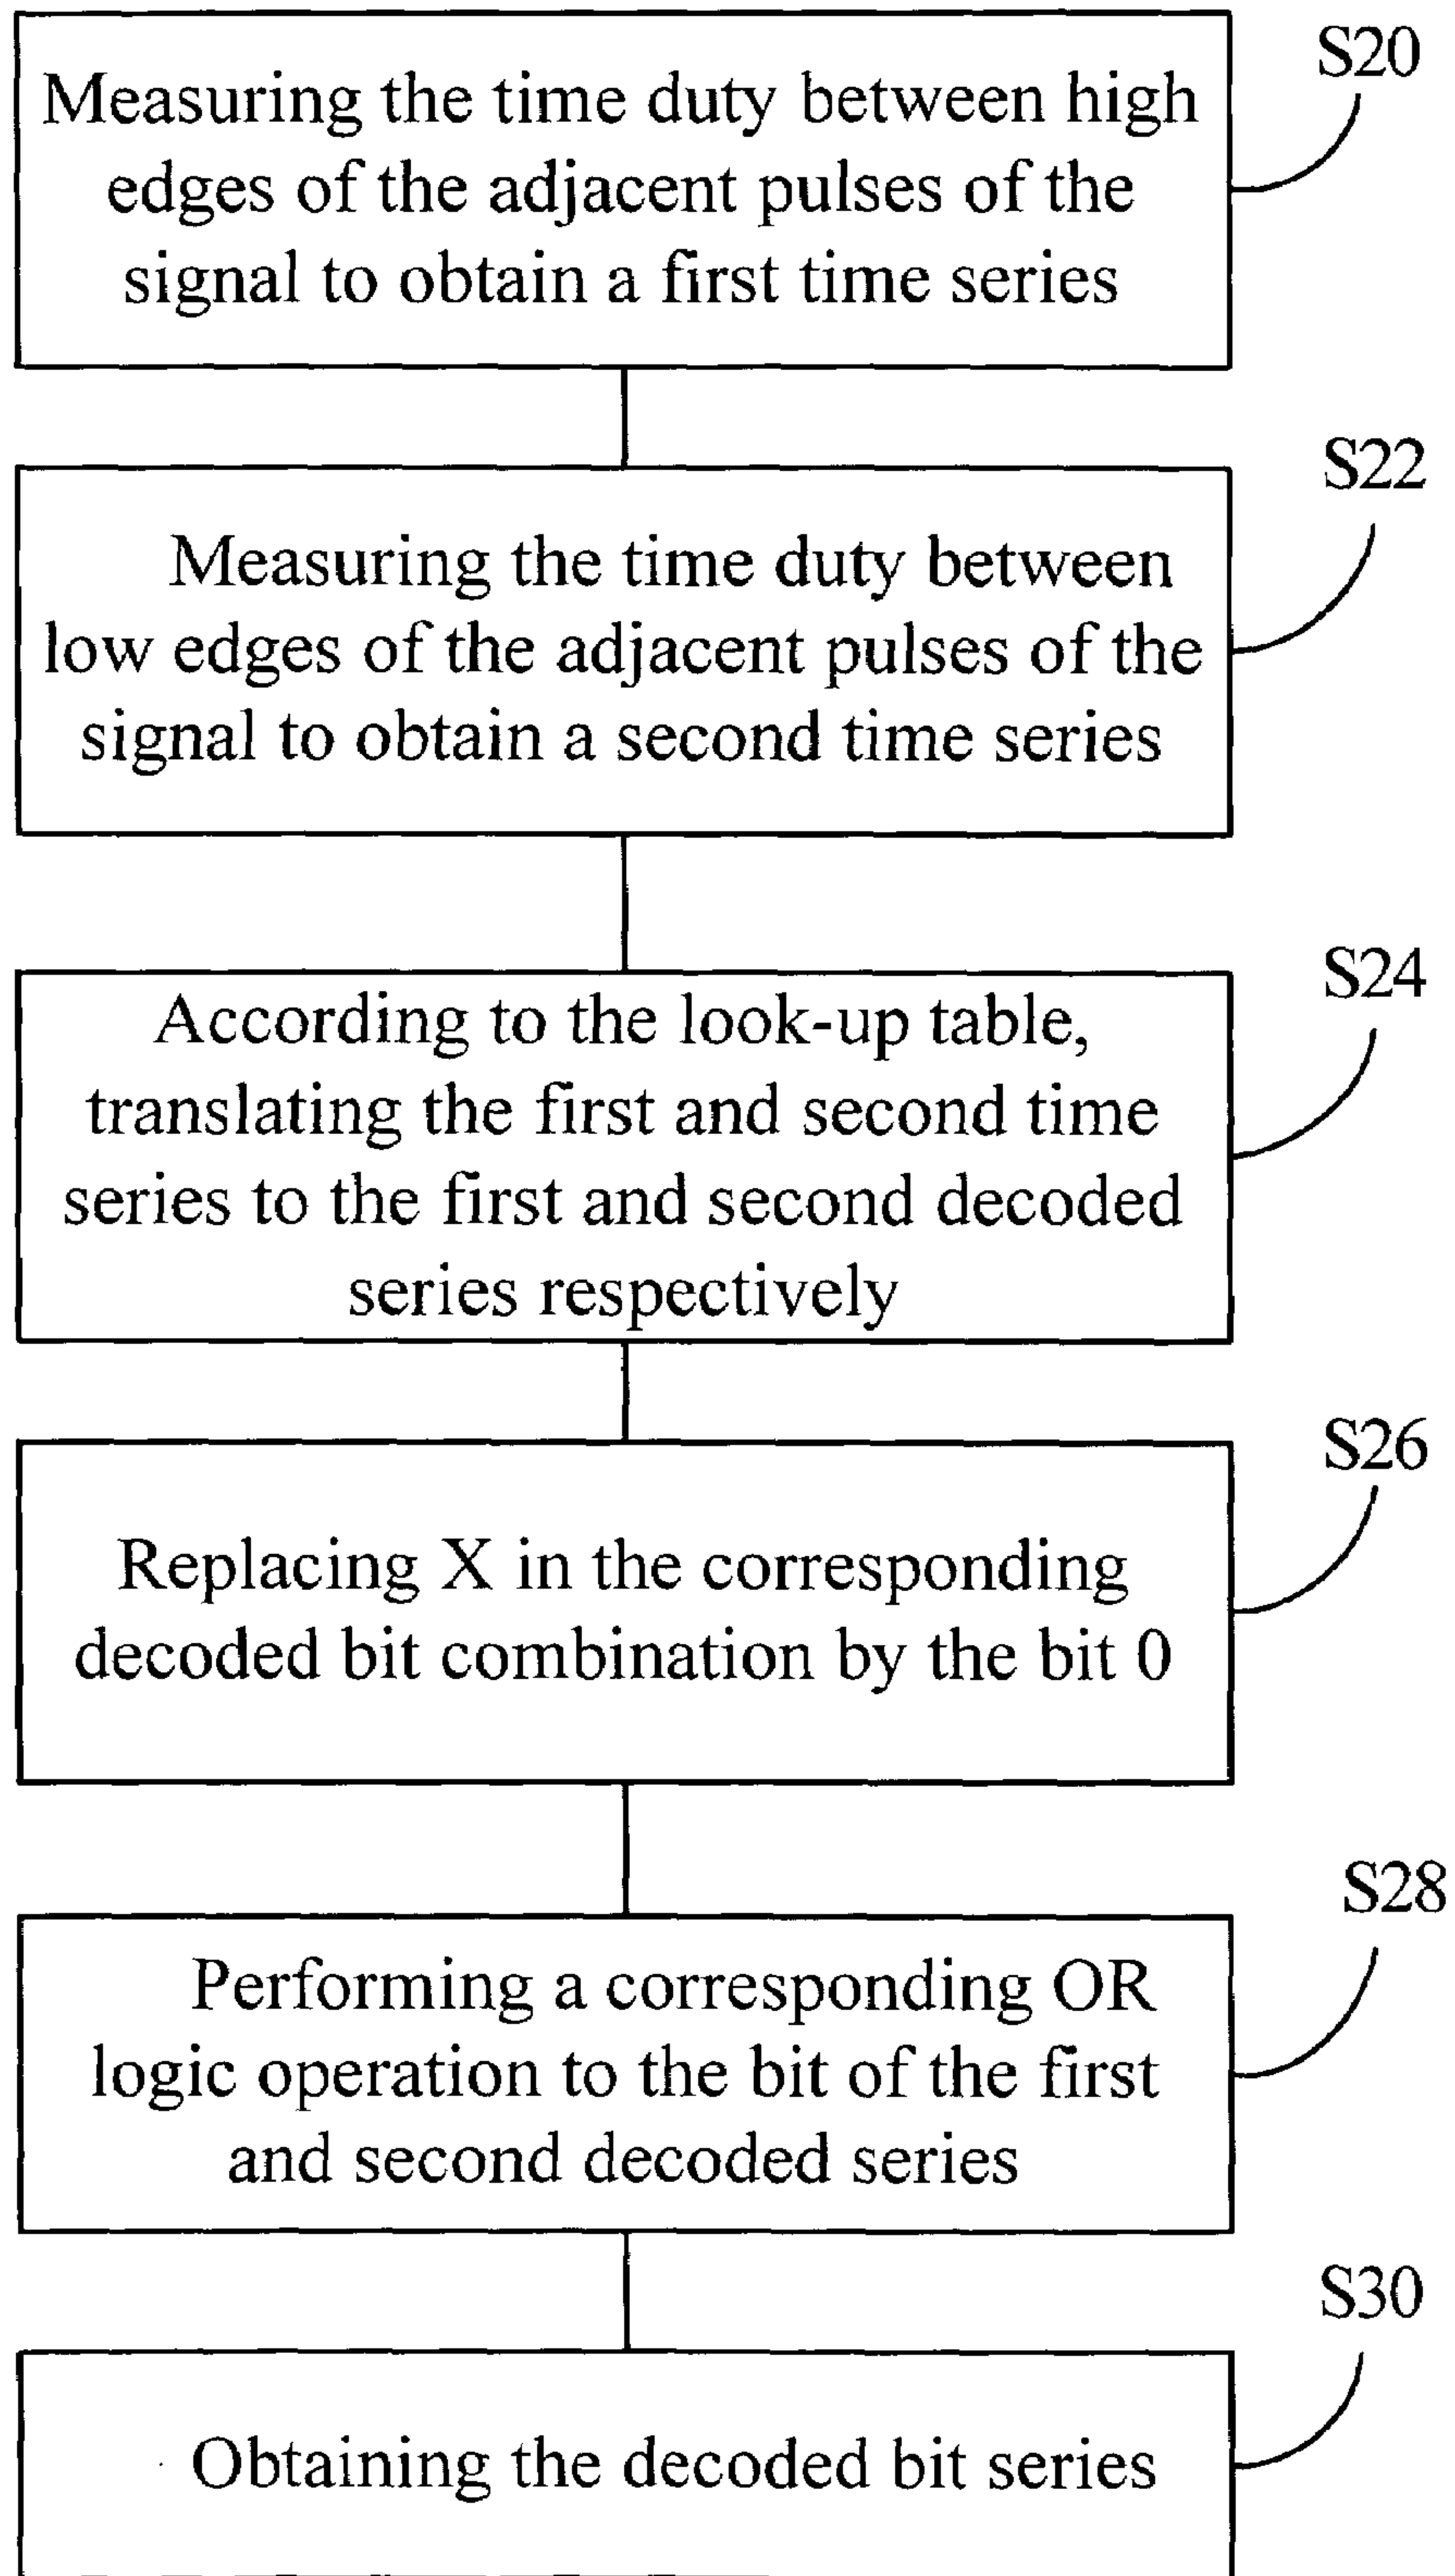 S20
Measuring the time duty between high
edges of the adjacent pulses of the
signal to obtain a first time series
S22
Measuring the time duty between
low edges of the adjacent pulses of the
signal to obtain a second time series
S24
According to the look-up table,
translating the first and second time
series to the first and second decoded
series respectively
S26
Replacing X in the corresponding
decoded bit combination by the bit 0
S28
Performing a corresponding OR
logic operation to the bit of the first
and second decoded series
S30
Obtaining the decoded bit series